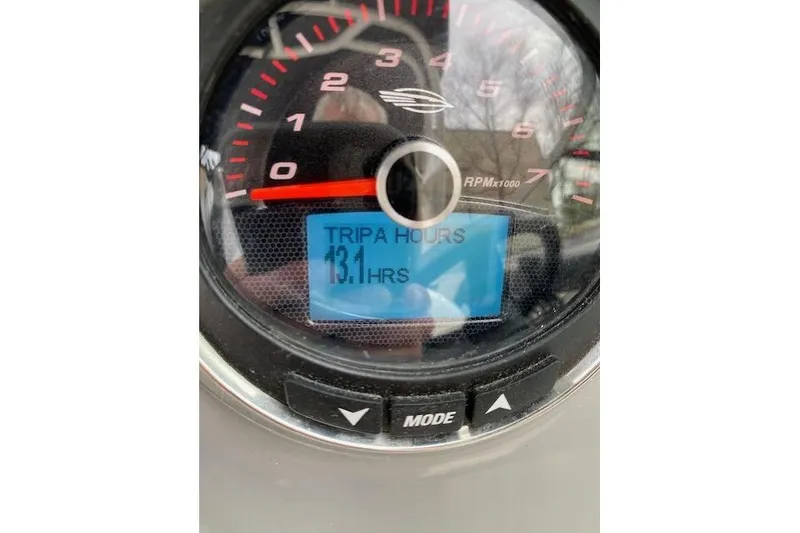 0
1
2
3
4
5
6
7
RPMx1000
TRIPA HOURS
13.1HRS
MODE